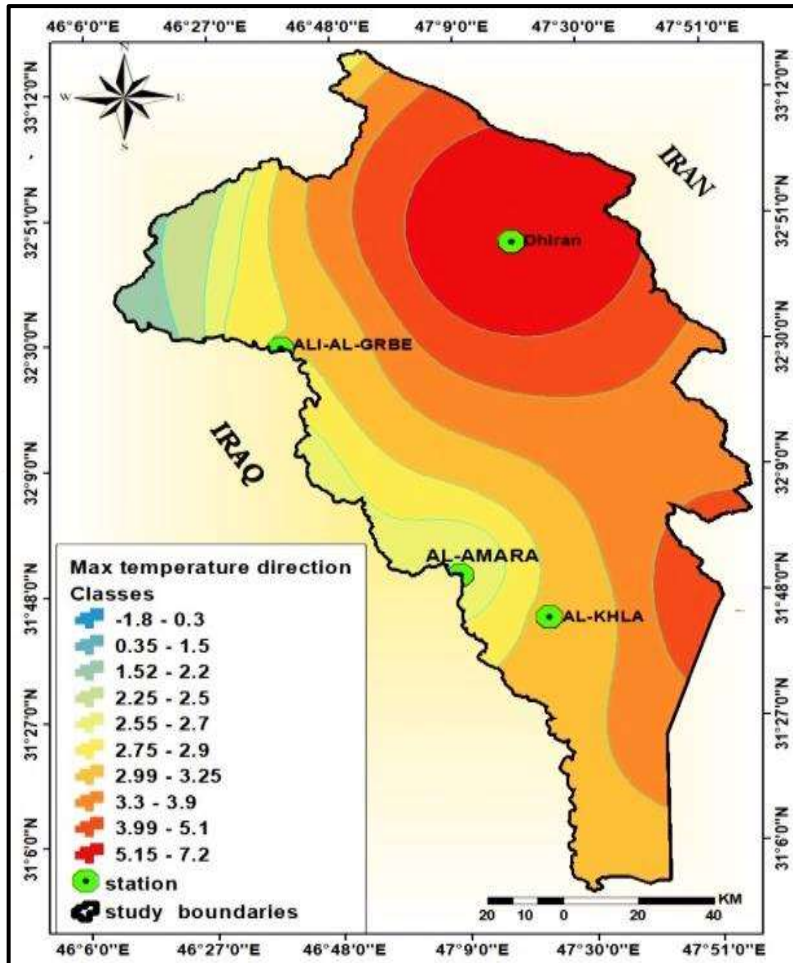 46°6'0"E 46°27'0"E 46°48'0"E 47°9'0"E 47°30'0"E 47°51'0"E
N
W E
S
33°12'0"N 33°12'0"N
IRAN
32°51'0"N 32°51'0"N
Dhiran
32°30'0"N 32°30'0"N
ALI-AL-GRBE
IRAQ
32°9'0"N 32°9'0"N
AL-AMARA
31°48'0"N 31°48'0"N
AL-KHLA
Max temperature direction
Classes
-1.8 - 0.3
0.35 - 1.5
1.52 - 2.2
2.25 - 2.5
2.55 - 2.7
2.75 - 2.9
2.99 - 3.25
3.3 - 3.9
3.99 - 5.1
5.15 - 7.2
station
study boundaries
31°27'0"N 31°27'0"N
31°6'0"N 31°6'0"N
KM
20 10 0 20 40
46°6'0"E 46°27'0"E 46°48'0"E 47°9'0"E 47°30'0"E 47°51'0"E